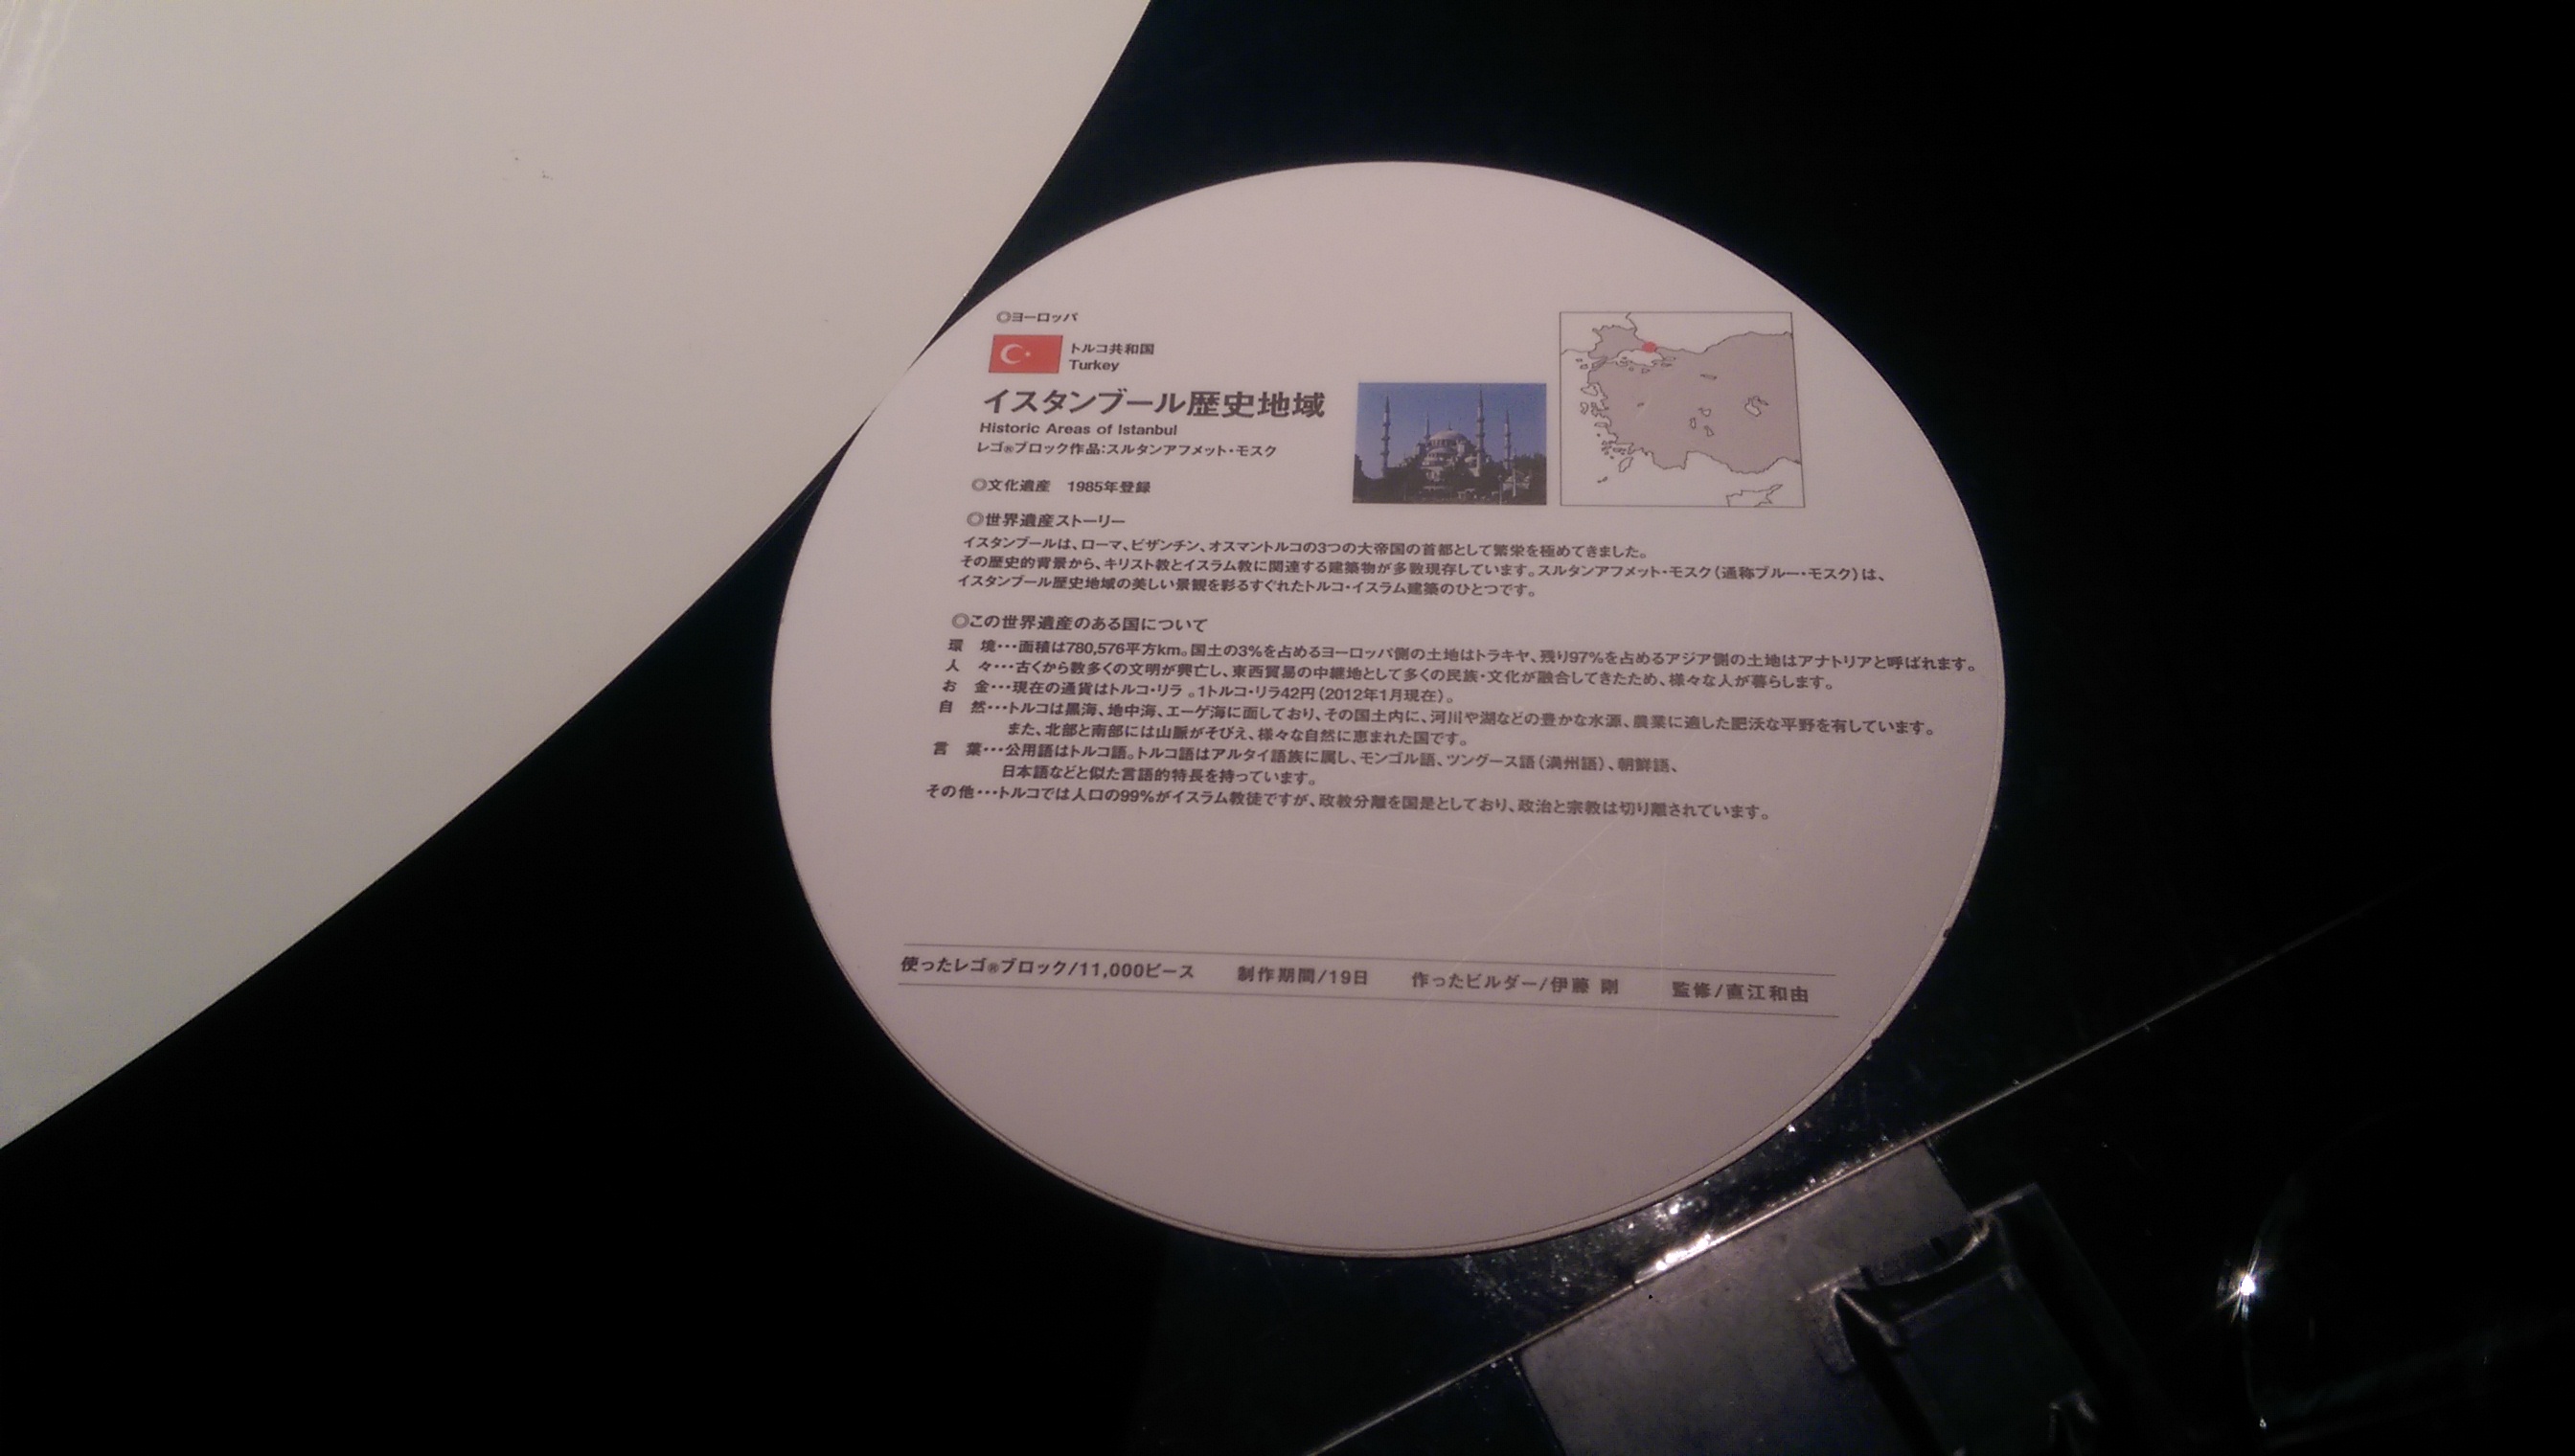 ◎ヨーロッパ
トルコ共和国
Turkey
イスタンブール歴史地域
Historic Areas of Istanbul
レゴ®ブロック作品:スルタンアフメット・モスク
◎文化遺産　1985年登録
◎世界遺産ストーリー
イスタンブールは、ローマ、ビザンチン、オスマントルコの3つの大帝国の首都として繁栄を極めてきました。
その歴史的背景から、キリスト教とイスラム教に関連する建築物が多数現存しています。スルタンアフメット・モスク(通称ブルー・モスク)は、
イスタンブール歴史地域の美しい景観を彩るすぐれたトルコ・イスラム建築のひとつです。
◎この世界遺産のある国について
環　境・・・面積は780,576平方km。国土の3%を占めるヨーロッパ側の土地はトラキヤ、残り97%を占めるアジア側の土地はアナトリアと呼ばれます。
人　々・・・古くから数多くの文明が興亡し、東西貿易の中継地として多くの民族・文化が融合してきたため、様々な人が暮らします。
お　金・・・現在の通貨はトルコ・リラ 。1トルコ・リラ42円(2012年1月現在)。
自　然・・・トルコは黒海、地中海、エーゲ海に面しており、その国土内に、河川や湖などの豊かな水源、農業に適した肥沃な平野を有しています。
また、北部と南部には山脈がそびえ、様々な自然に恵まれた国です。
言　葉・・・公用語はトルコ語。トルコ語はアルタイ語族に属し、モンゴル語、ツングース語(満州語)、朝鮮語、
日本語などと似た言語的特長を持っています。
その他・・・トルコでは人口の99%がイスラム教徒ですが、政教分離を国是としており、政治と宗教は切り離されています。
使ったレゴ®ブロック/11,000ピース　制作期間/19日　作ったビルダー/伊藤 剛　監修/直江和由